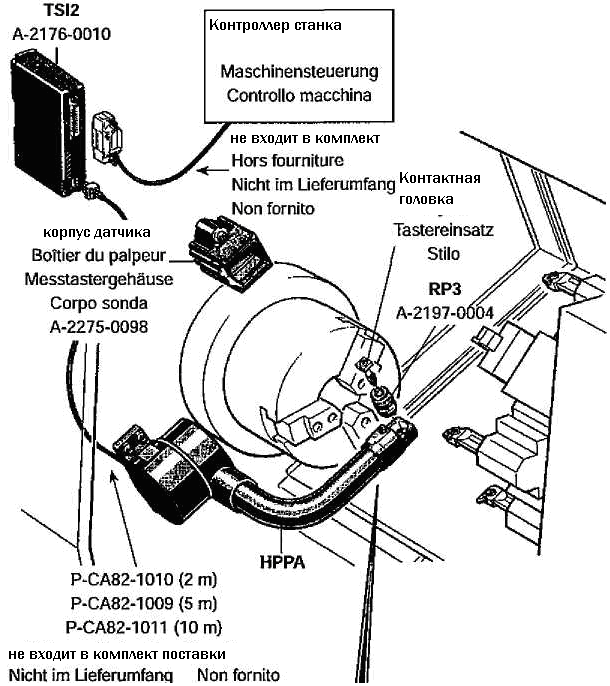 TSI2
A-2176-0010
Контроллер станка
Maschinensteuerung
Controllo macchina
не входит в комплект
Hors fourniture
Nicht im Lieferumfang
Non fornito
Контактная
головка
Tastereinsatz
Stilo
RP3
A-2197-0004
корпус датчика
Boîtier du palpeur
Messtastergehäuse
Corpo sonda
A-2275-0098
HPPA
P-CA82-1010 (2 m)
P-CA82-1009 (5 m)
P-CA82-1011 (10 m)
не входит в комплект поставки
Nicht im Lieferumfang Non fornito